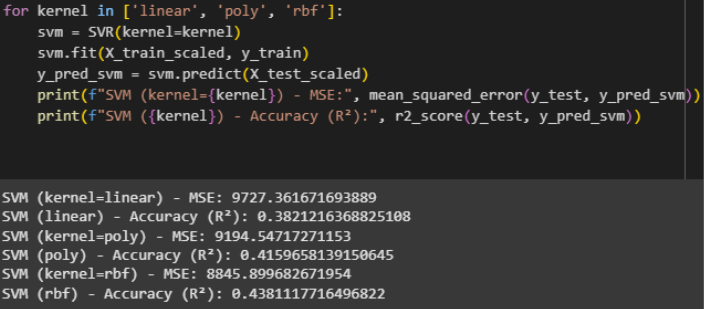 for kernel in ['linear', 'poly', 'rbf']:
    svm = SVR(kernel=kernel)
    svm.fit(X_train_scaled, y_train)
    y_pred_svm = svm.predict(X_test_scaled)
    print(f"SVM (kernel={kernel}) - MSE:", mean_squared_error(y_test, y_pred_svm))
    print(f"SVM ({kernel}) - Accuracy (R²):", r2_score(y_test, y_pred_svm))
SVM (kernel=linear) - MSE: 9727.361671693889
SVM (linear) - Accuracy (R²): 0.3821216368825108
SVM (kernel=poly) - MSE: 9194.54717271153
SVM (poly) - Accuracy (R²): 0.4159658139150645
SVM (kernel=rbf) - MSE: 8845.899682671954
SVM (rbf) - Accuracy (R²): 0.4381117716496822